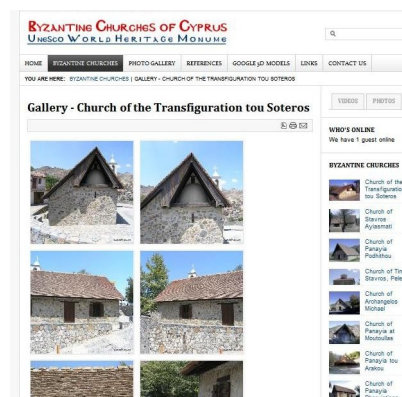 BYZANTINE CHURCHES OF CYPRUS
UNESCO WORLD HERITAGE MONUME
HOME
BYZANTINE CHURCHES
PHOTO GALLERY
REFERENCES
GOOGLE 3D MODELS
LINKS
CONTACT US
YOU ARE HERE: BYZANTINE CHURCHES | GALLERY - CHURCH OF THE TRANSFIGURATION TOU SOTEROS
Gallery - Church of the Transfiguration tou Soteros
VIDEOS
PHOTOS
WHO'S ONLINE
We have 1 guest online
BYZANTINE CHURCHES
Church of the
Transfiguratio
tou Soteros
Church of
Stavros
Ayiasmati
Church of
Panayia
Podhithou
Church of Tim
Stavros, Pele
Church of
Archangelos
Michael
Church of
Panayia at
Moutoullas
Church of
Panayia tou
Arakou
Church of
Panayia